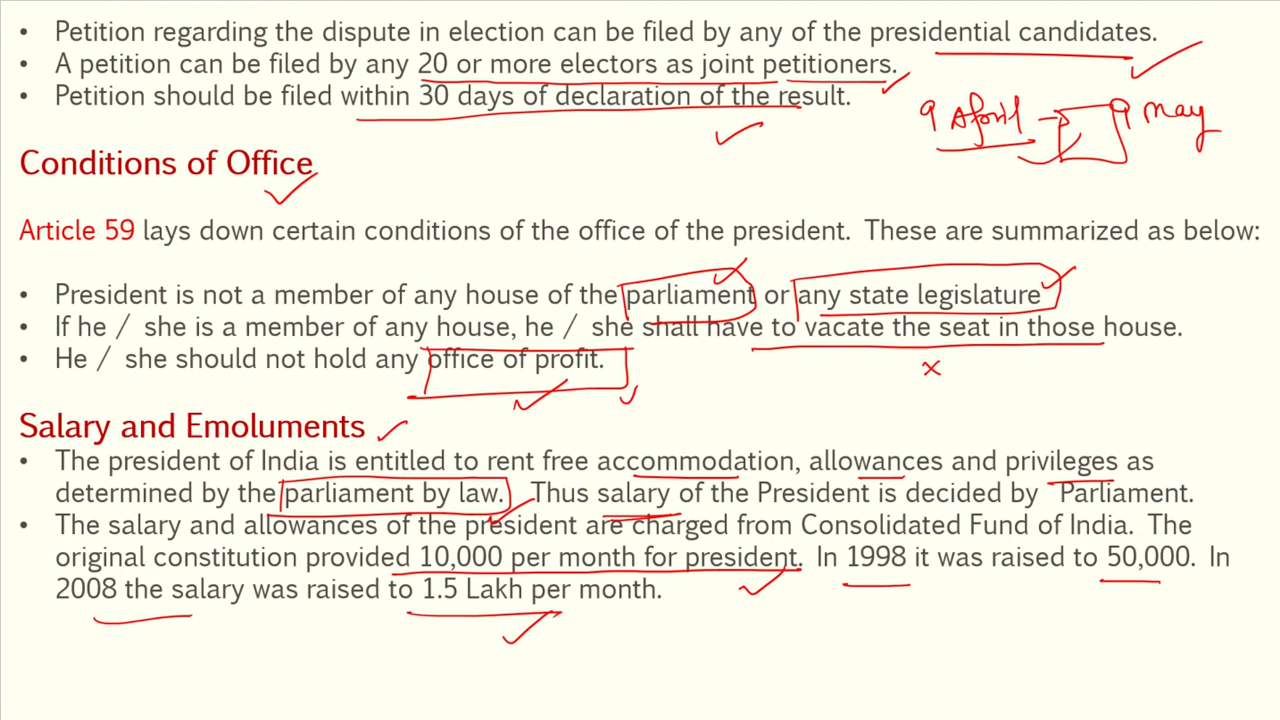 • Petition regarding the dispute in election can be filed by any of the presidential candidates.
• A petition can be filed by any 20 or more electors as joint petitioners.
• Petition should be filed within 30 days of declaration of the result.
9 April 9 may
Conditions of Office
Article 59 lays down certain conditions of the office of the president. These are summarized as below:
• President is not a member of any house of the parliament or any state legislature
• If he / she is a member of any house, he / she shall have to vacate the seat in those house.
• He / she should not hold any office of profit.
Salary and Emoluments
• The president of India is entitled to rent free accommodation, allowances and privileges as
determined by the parliament by law. Thus salary of the President is decided by Parliament.
• The salary and allowances of the president are charged from Consolidated Fund of India. The
original constitution provided 10,000 per month for president. In 1998 it was raised to 50,000. In
2008 the salary was raised to 1.5 Lakh per month.